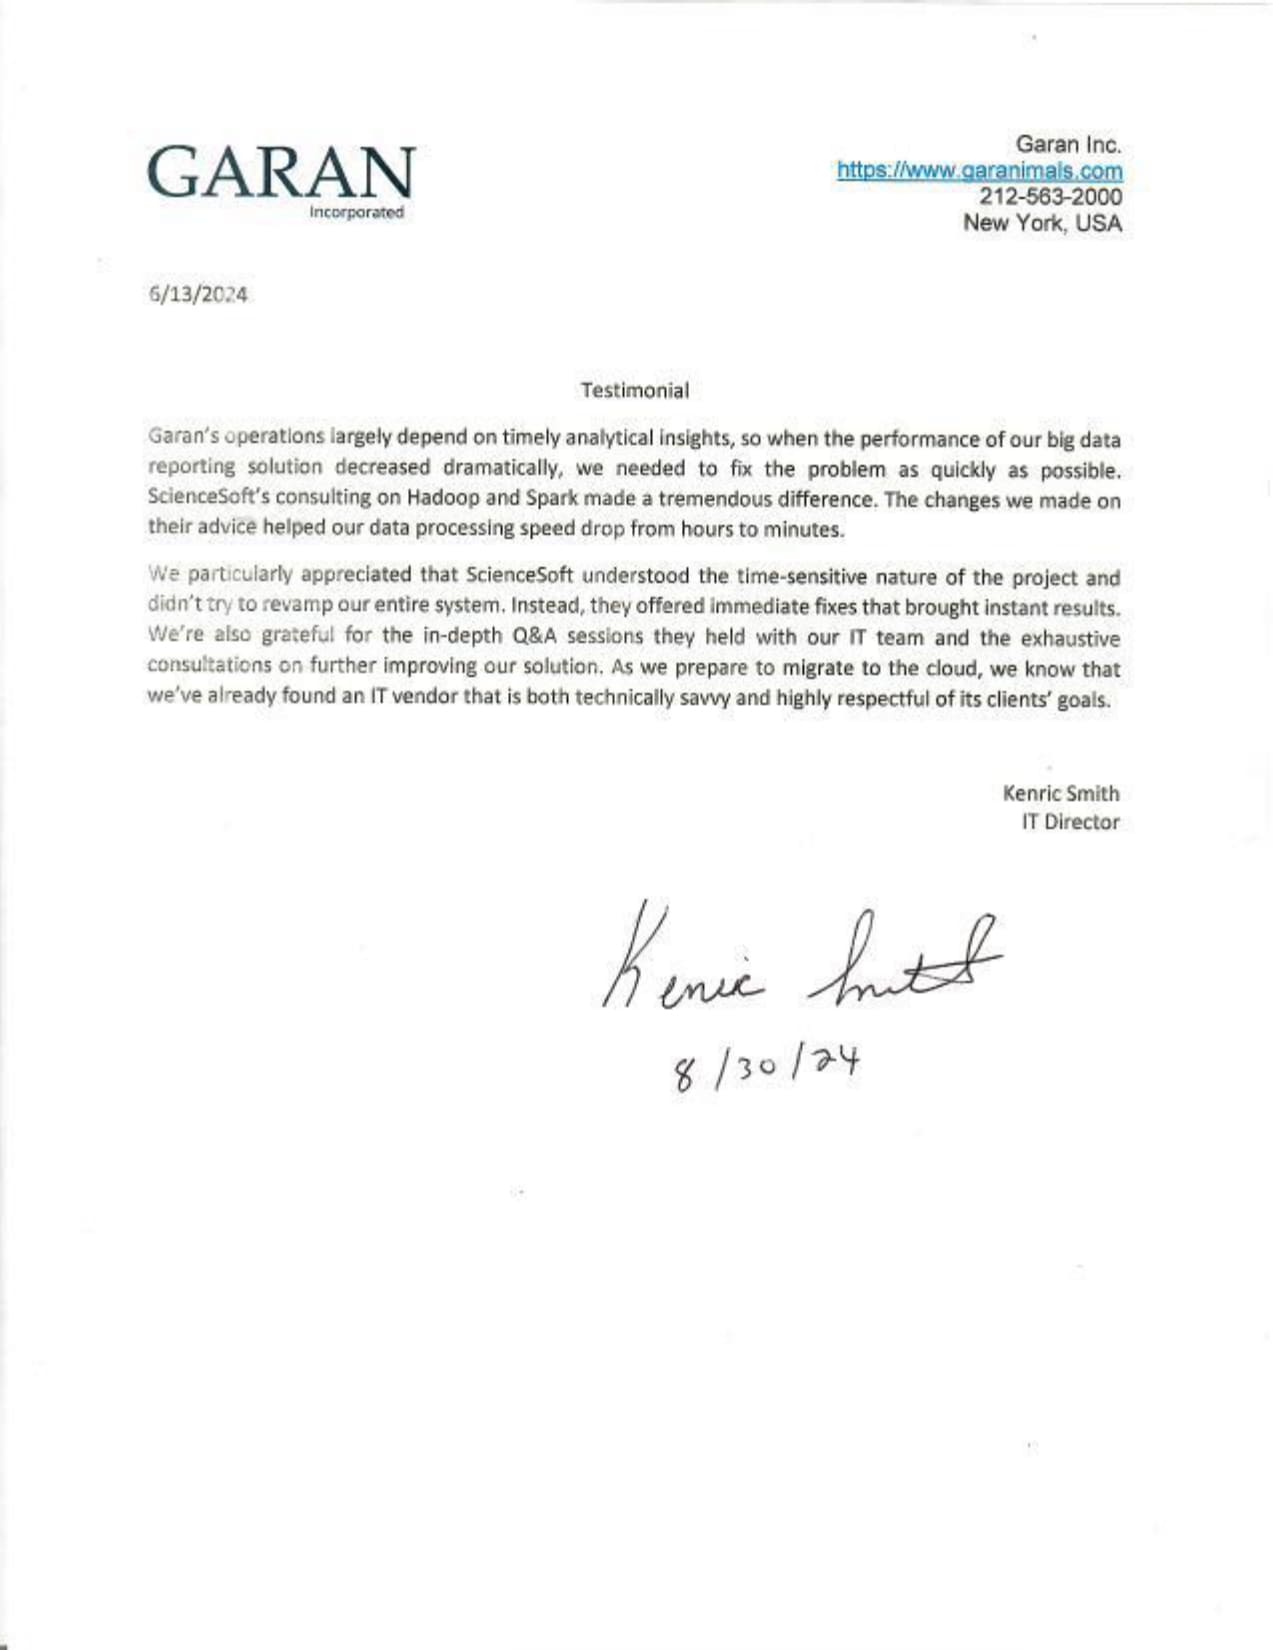 GARAN
Incorporated
Garan Inc.
https://www.garanimals.com
212-563-2000
New York, USA
6/13/2024
Testimonial
Garan's operations largely depend on timely analytical insights, so when the performance of our big data
reporting solution decreased dramatically, we needed to fix the problem as quickly as possible.
ScienceSoft's consulting on Hadoop and Spark made a tremendous difference. The changes we made on
their advice helped our data processing speed drop from hours to minutes.
We particularly appreciated that ScienceSoft understood the time-sensitive nature of the project and
didn't try to revamp our entire system. Instead, they offered immediate fixes that brought instant results.
We're also grateful for the in-depth Q&A sessions they held with our IT team and the exhaustive
consultations on further improving our solution. As we prepare to migrate to the cloud, we know that
we've already found an IT vendor that is both technically savvy and highly respectful of its clients' goals.
Kenric Smith
IT Director
Kenric Smith
8/30/24